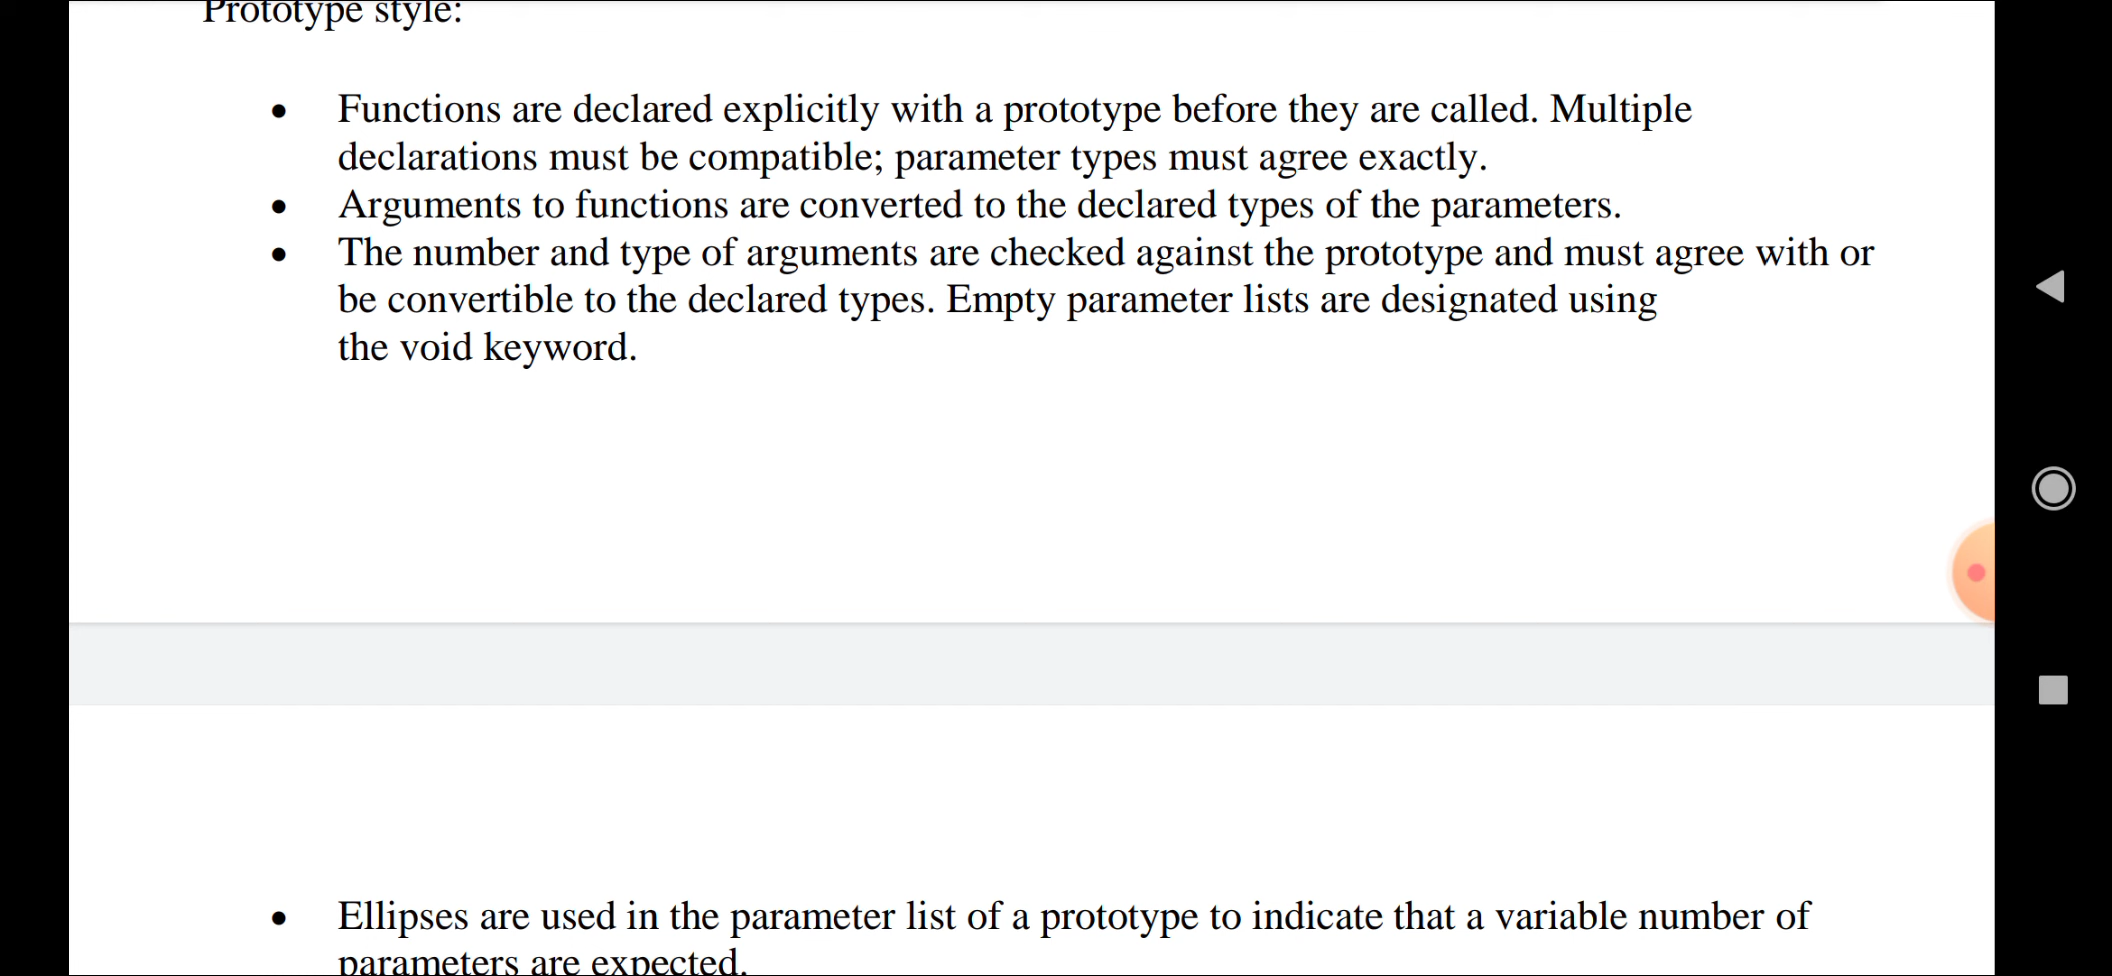 Prototype style:
• Functions are declared explicitly with a prototype before they are called. Multiple
declarations must be compatible; parameter types must agree exactly.
• Arguments to functions are converted to the declared types of the parameters.
• The number and type of arguments are checked against the prototype and must agree with or
be convertible to the declared types. Empty parameter lists are designated using
the void keyword.
• Ellipses are used in the parameter list of a prototype to indicate that a variable number of
parameters are expected.